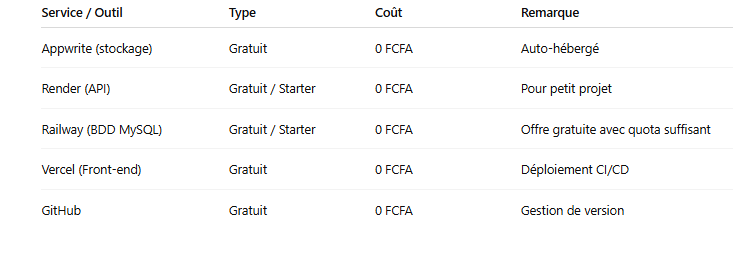 Service / Outil Type Coût Remarque
Appwrite (stockage) Gratuit 0 FCFA Auto-hébergé
Render (API) Gratuit / Starter 0 FCFA Pour petit projet
Railway (BDD MySQL) Gratuit / Starter 0 FCFA Offre gratuite avec quota suffisant
Vercel (Front-end) Gratuit 0 FCFA Déploiement CI/CD
GitHub Gratuit 0 FCFA Gestion de version